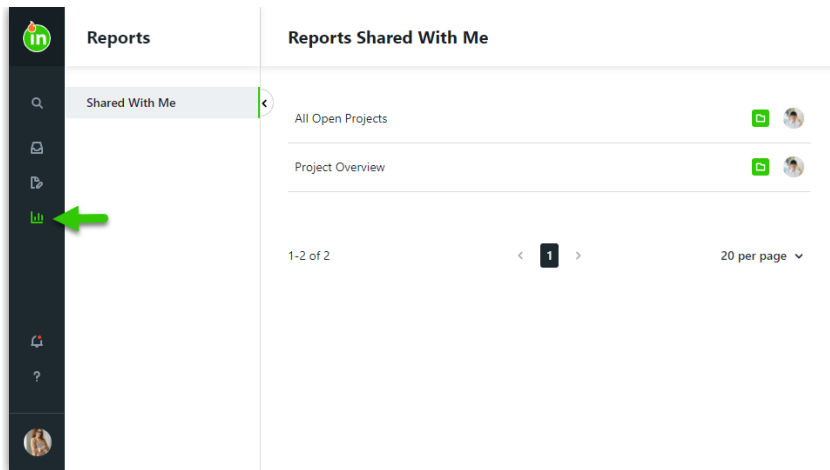 in
Reports
Reports Shared With Me
Shared With Me
All Open Projects
Project Overview
1-2 of 2
1
20 per page
?